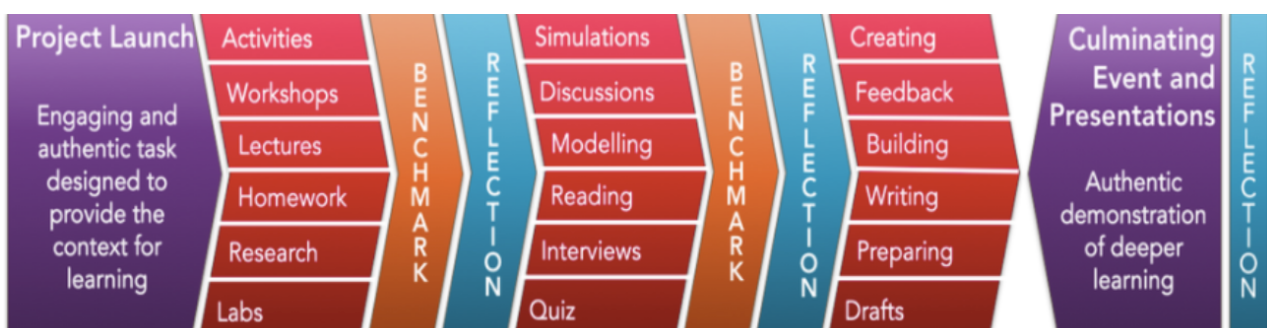 Project Launch
Engaging and
authentic task
designed to
provide the
context for
learning
Activities
Workshops
Lectures
Homework
Research
Labs
BENCHMARK
REFLECTION
Simulations
Discussions
Modelling
Reading
Interviews
Quiz
BENCHMARK
REFLECTION
Creating
Feedback
Building
Writing
Preparing
Drafts
Culminating
Event and
Presentations
Authentic
demonstration
of deeper
learning
REFLECTION